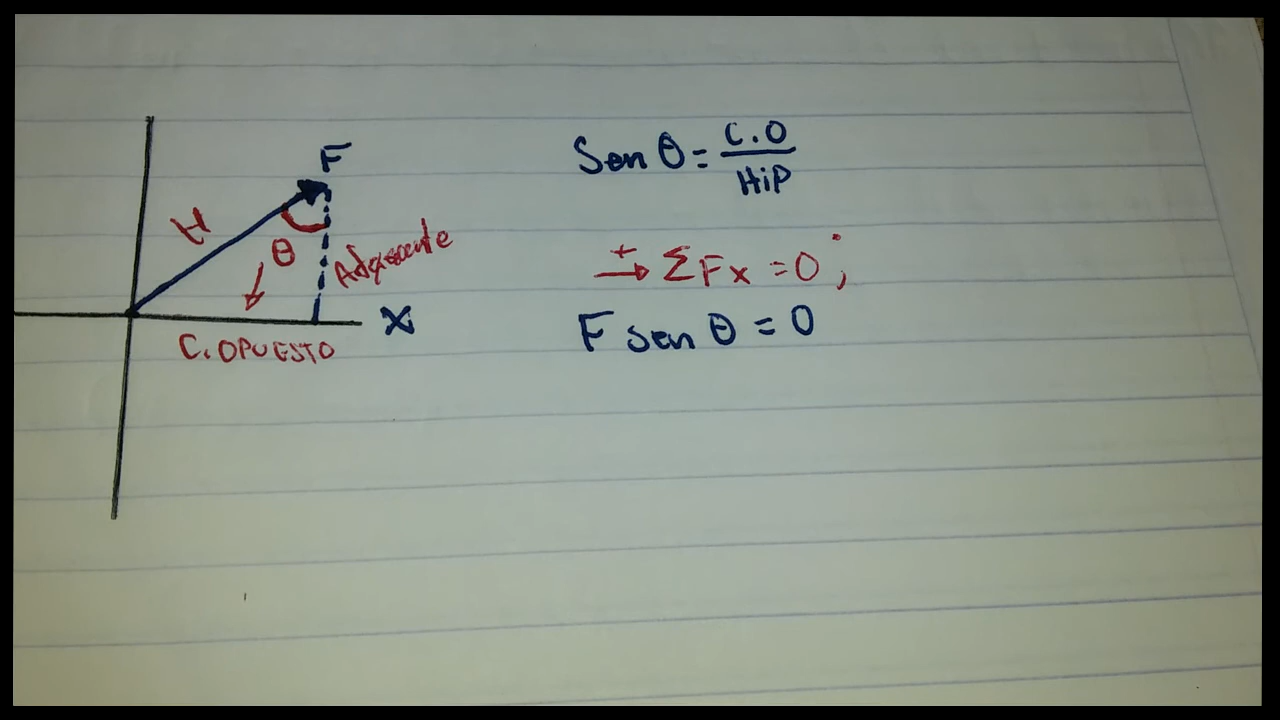 F
H
θ
Adyacente
X
C. OPUESTO
Sen θ = C.O / HiP
+→ ΣFx = 0;
F sen θ = 0